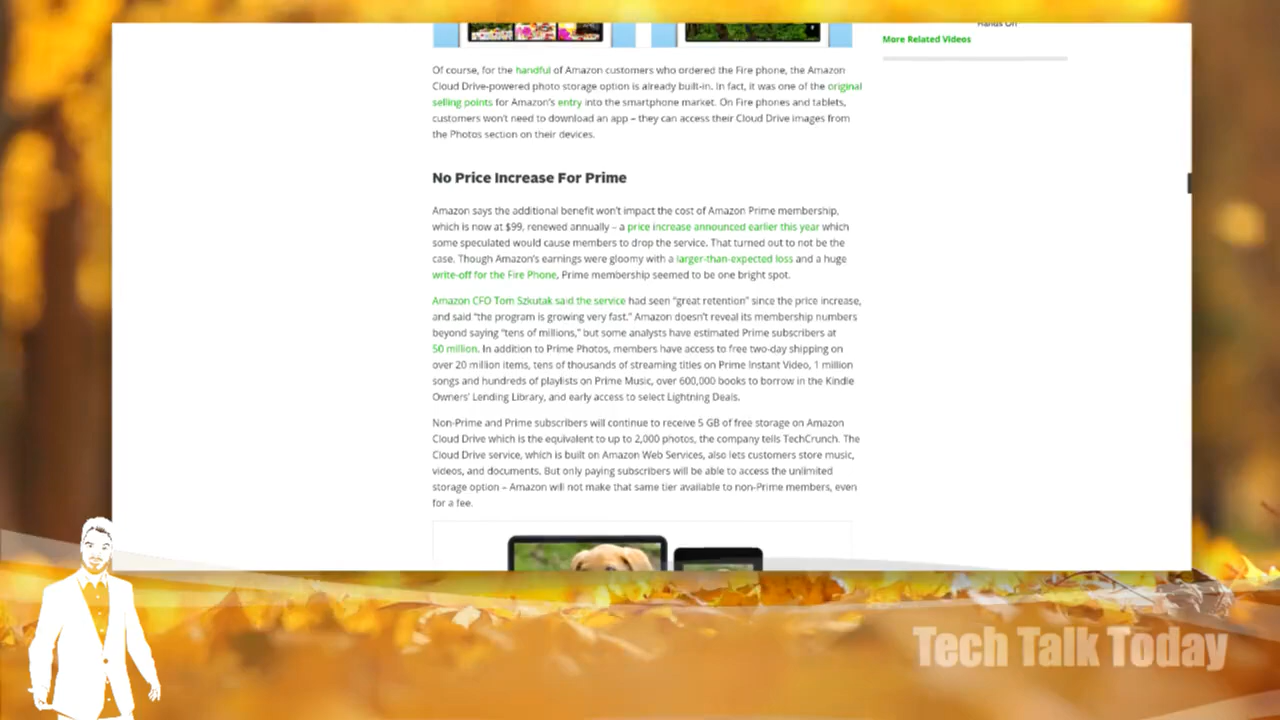 Hands On
More Related Videos
Of course, for the handful of Amazon customers who ordered the Fire phone, the Amazon
Cloud Drive-powered photo storage option is already built-in. In fact, it was one of the original
selling points for Amazon's entry into the smartphone market. On Fire phones and tablets,
customers won't need to download an app – they can access their Cloud Drive images from
the Photos section on their devices.
No Price Increase For Prime
Amazon says the additional benefit won't impact the cost of Amazon Prime membership,
which is now at $99, renewed annually – a price increase announced earlier this year which
some speculated would cause members to drop the service. That turned out to not be the
case. Though Amazon's earnings were gloomy with a larger-than-expected loss and a huge
write-off for the Fire Phone, Prime membership seemed to be one bright spot.
Amazon CFO Tom Szkutak said the service had seen "great retention" since the price increase,
and said "the program is growing very fast." Amazon doesn't reveal its membership numbers
beyond saying "tens of millions," but some analysts have estimated Prime subscribers at
50 million. In addition to Prime Photos, members have access to free two-day shipping on
over 20 million items, tens of thousands of streaming titles on Prime Instant Video, 1 million
songs and hundreds of playlists on Prime Music, over 600,000 books to borrow in the Kindle
Owners' Lending Library, and early access to select Lightning Deals.
Non-Prime and Prime subscribers will continue to receive 5 GB of free storage on Amazon
Cloud Drive which is the equivalent to up to 2,000 photos, the company tells TechCrunch. The
Cloud Drive service, which is built on Amazon Web Services, also lets customers store music,
videos, and documents. But only paying subscribers will be able to access the unlimited
storage option – Amazon will not make that same tier available to non-Prime members, even
for a fee.
Tech Talk Today